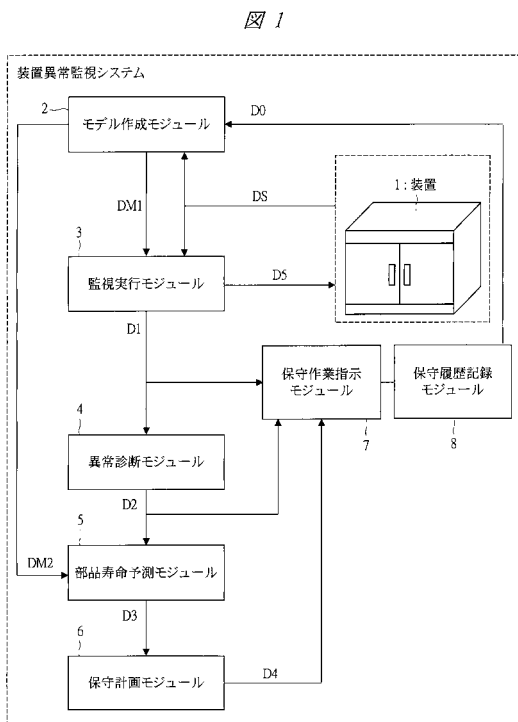 図 1
装置異常監視システム
2
モデル作成モジュール
D0
1:装置
DM1
DS
3
監視実行モジュール
D5
D1
保守作業指示
モジュール
保守履歴記録
モジュール
7
8
4
異常診断モジュール
D2
5
部品寿命予測モジュール
DM2
D3
6
保守計画モジュール
D4